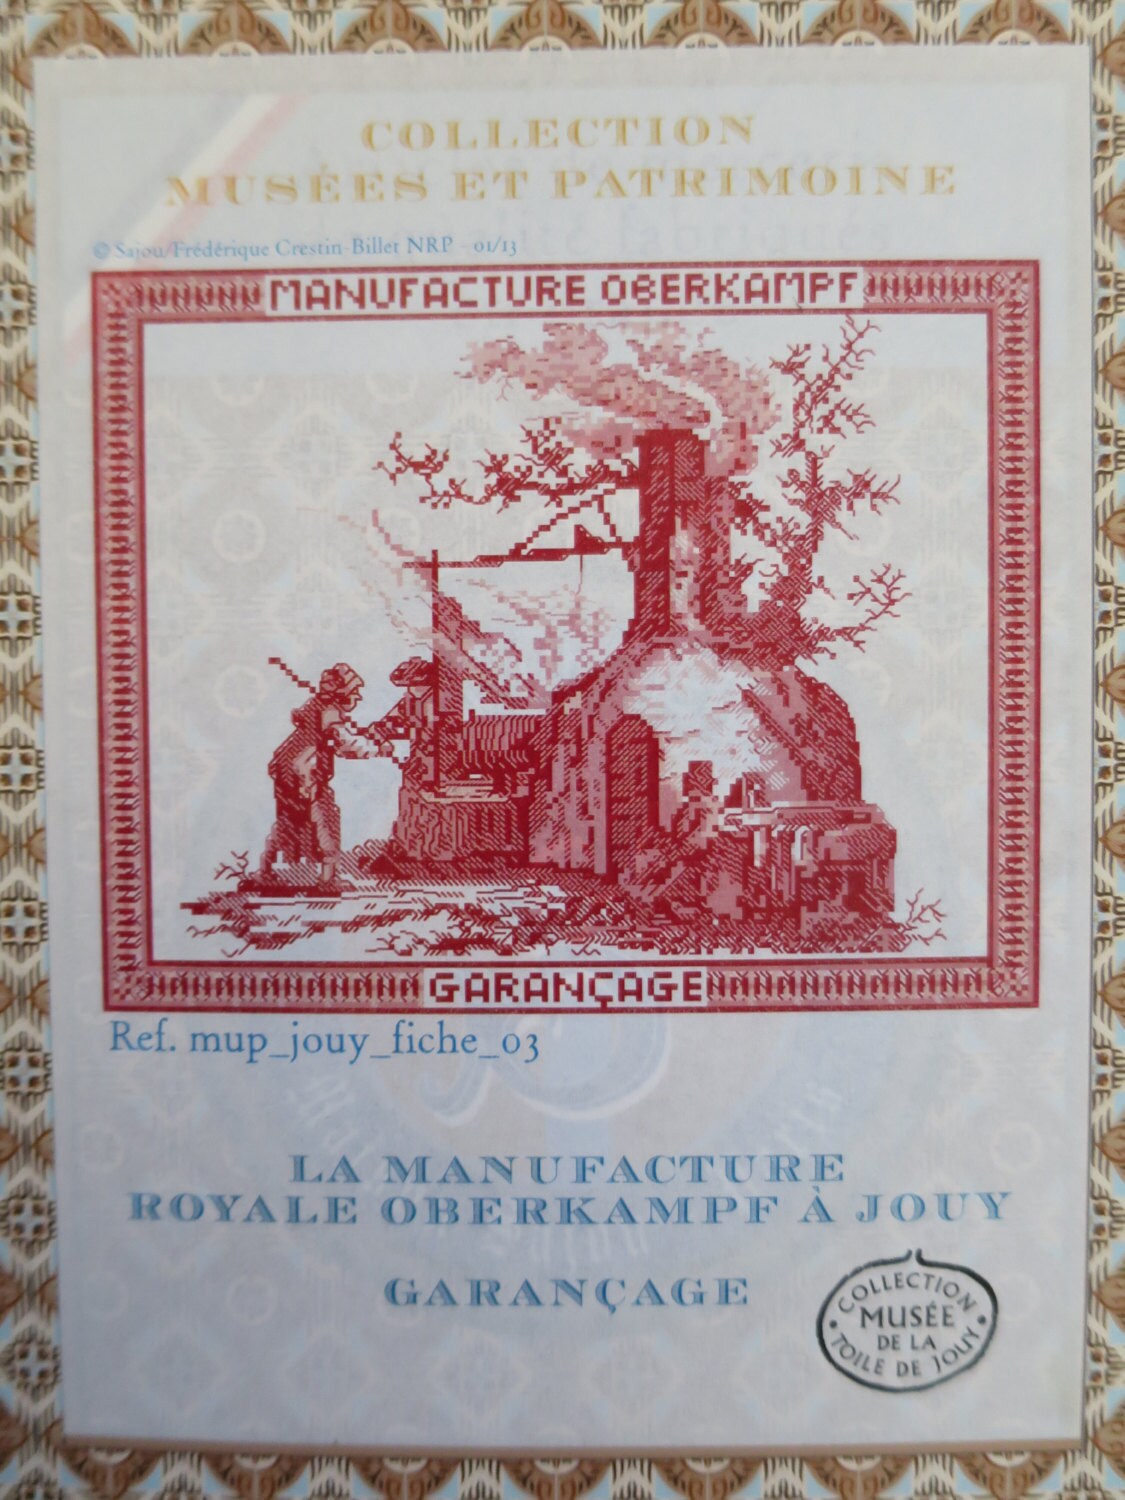 COLLECTION
MUSÉES ET PATRIMOINE
© Sajou/Frédérique Crestin-Billet NRP - 01/13
MANUFACTURE OBERKAMPF
GARANÇAGE
Ref. mup_jouy_fiche_03
LA MANUFACTURE
ROYALE OBERKAMPF À JOUY
GARANÇAGE
COLLECTION
MUSÉE
DE LA
TOILE DE JOUY